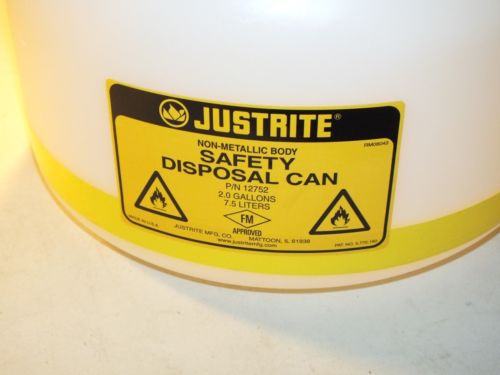 JUSTRITE®
NON-METALLIC BODY
SAFETY
DISPOSAL CAN
P/N 12752
2.0 GALLONS
7.5 LITERS
FM
APPROVED
MADE IN U.S.A.
JUSTRITE MFG. CO. MATTOON, IL 61938
www.justritemfg.com